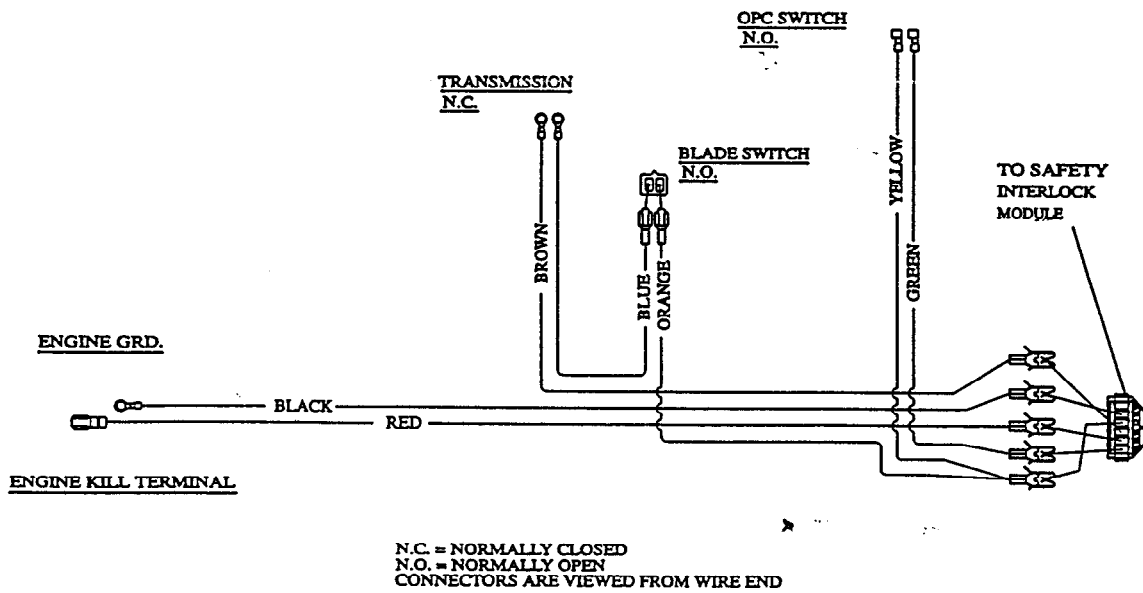 OPC SWITCH
N.O.
TRANSMISSION
N.C.
BLADE SWITCH
N.O.
YELLOW
TO SAFETY
INTERLOCK
MODULE
BROWN
BLUE
ORANGE
GREEN
ENGINE GRD.
BLACK
RED
ENGINE KILL TERMINAL
N.C. = NORMALLY CLOSED
N.O. = NORMALLY OPEN
CONNECTORS ARE VIEWED FROM WIRE END